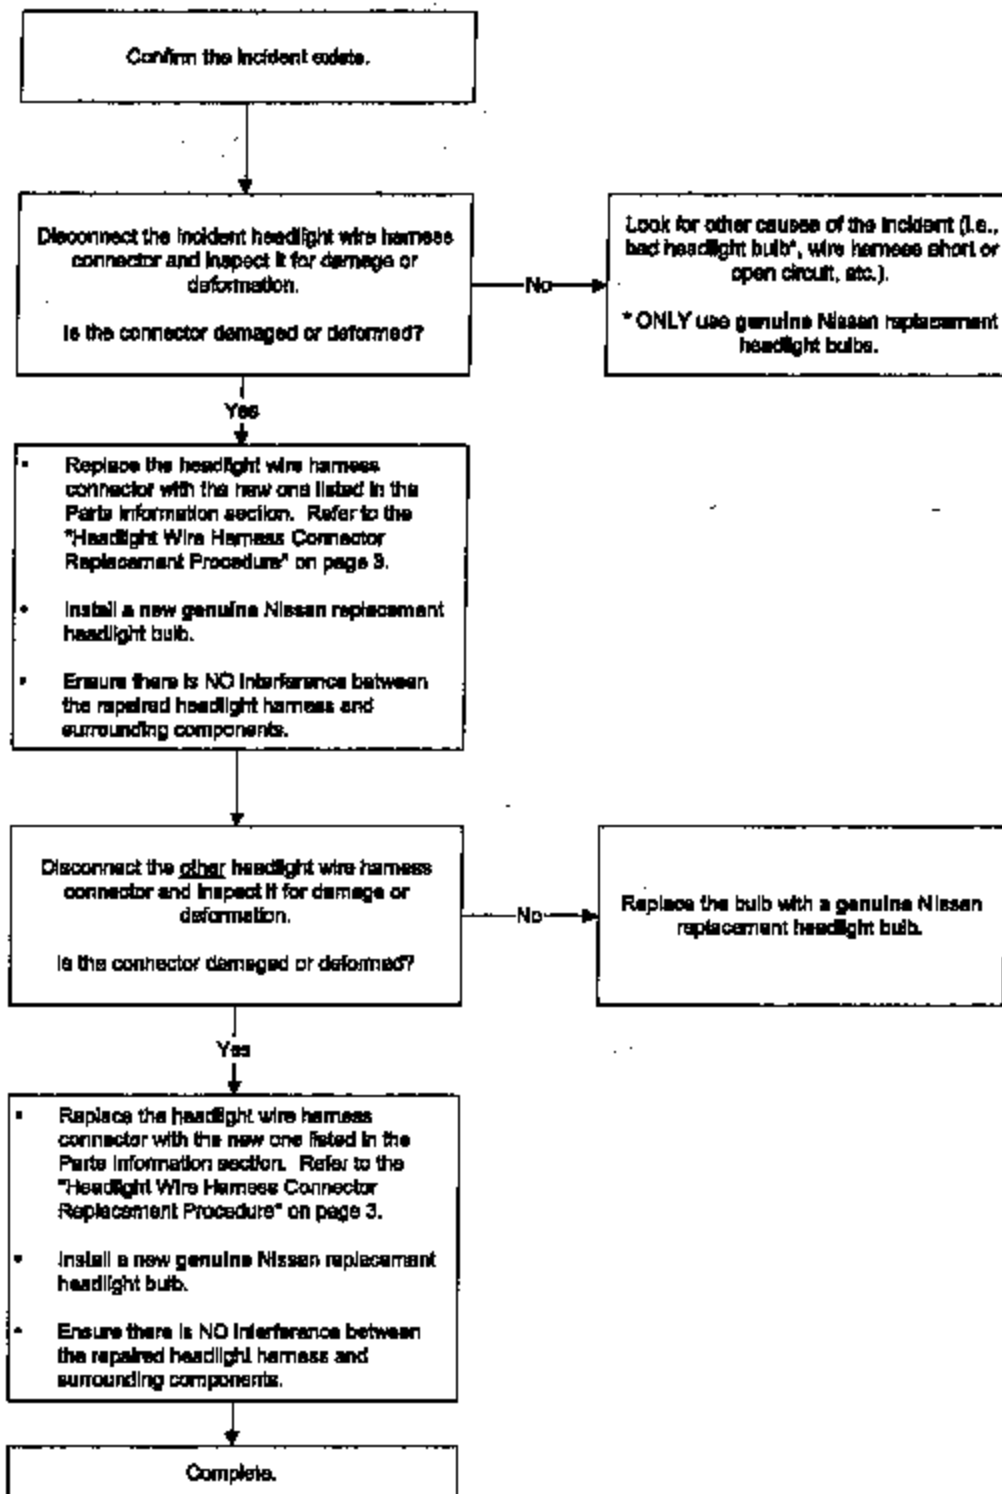 Confirm the incident exists.
Disconnect the incident headlight wire harness
connector and inspect it for damage or
deformation.
Is the connector damaged or deformed?
No
Look for other causes of the incident (i.e.,
bad headlight bulb*, wire harness short or
open circuit, etc.).
* ONLY use genuine Nissan replacement
headlight bulbs.
Yes
• Replace the headlight wire harness
connector with the new one listed in the
Parts Information section. Refer to the
"Headlight Wire Harness Connector
Replacement Procedure" on page 3.
• Install a new genuine Nissan replacement
headlight bulb.
• Ensure there is NO interference between
the repaired headlight harness and
surrounding components.
Disconnect the other headlight wire harness
connector and inspect it for damage or
deformation.
Is the connector damaged or deformed?
No
Replace the bulb with a genuine Nissan
replacement headlight bulb.
Yes
• Replace the headlight wire harness
connector with the new one listed in the
Parts Information section. Refer to the
"Headlight Wire Harness Connector
Replacement Procedure" on page 3.
• Install a new genuine Nissan replacement
headlight bulb.
• Ensure there is NO interference between
the repaired headlight harness and
surrounding components.
Complete.